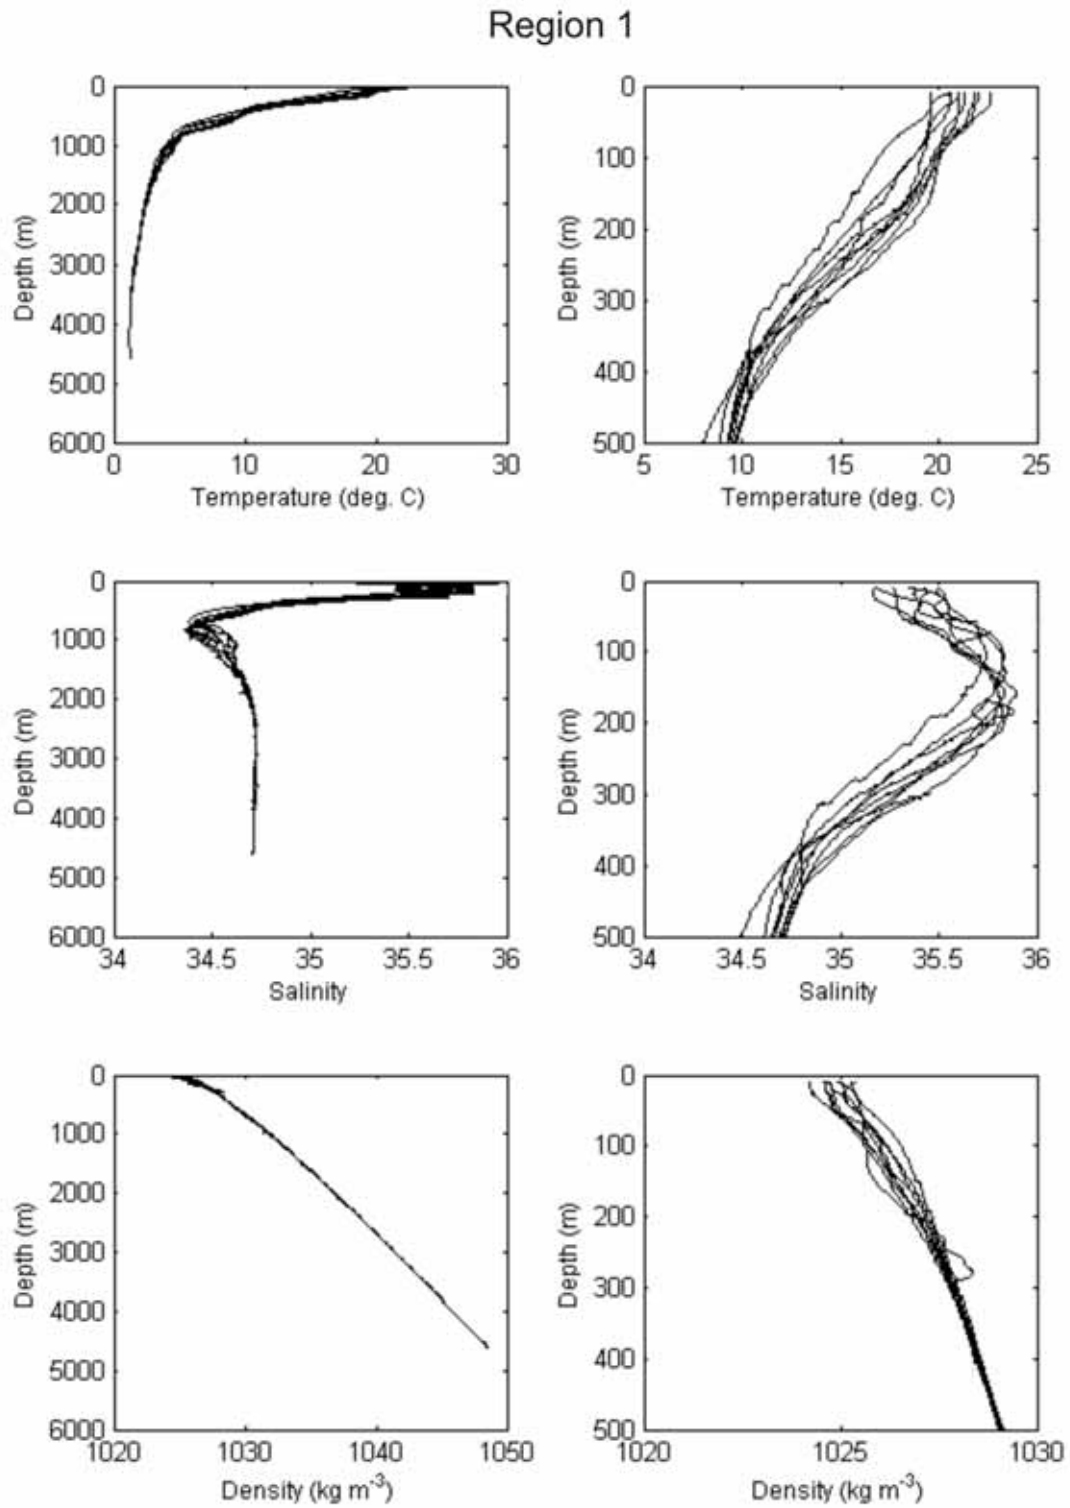 Region 1
0
1000
2000
3000
4000
5000
6000
Depth (m)
0 10 20 30
Temperature (deg. C)
0
100
200
300
400
500
Depth (m)
5 10 15 20 25
Temperature (deg. C)
0
1000
2000
3000
4000
5000
6000
Depth (m)
34 34.5 35 35.5 36
Salinity
0
100
200
300
400
500
Depth (m)
34 34.5 35 35.5 36
Salinity
0
1000
2000
3000
4000
5000
6000
Depth (m)
1020 1030 1040 1050
Density (kg m⁻³)
0
100
200
300
400
500
Depth (m)
1020 1025 1030
Density (kg m⁻³)